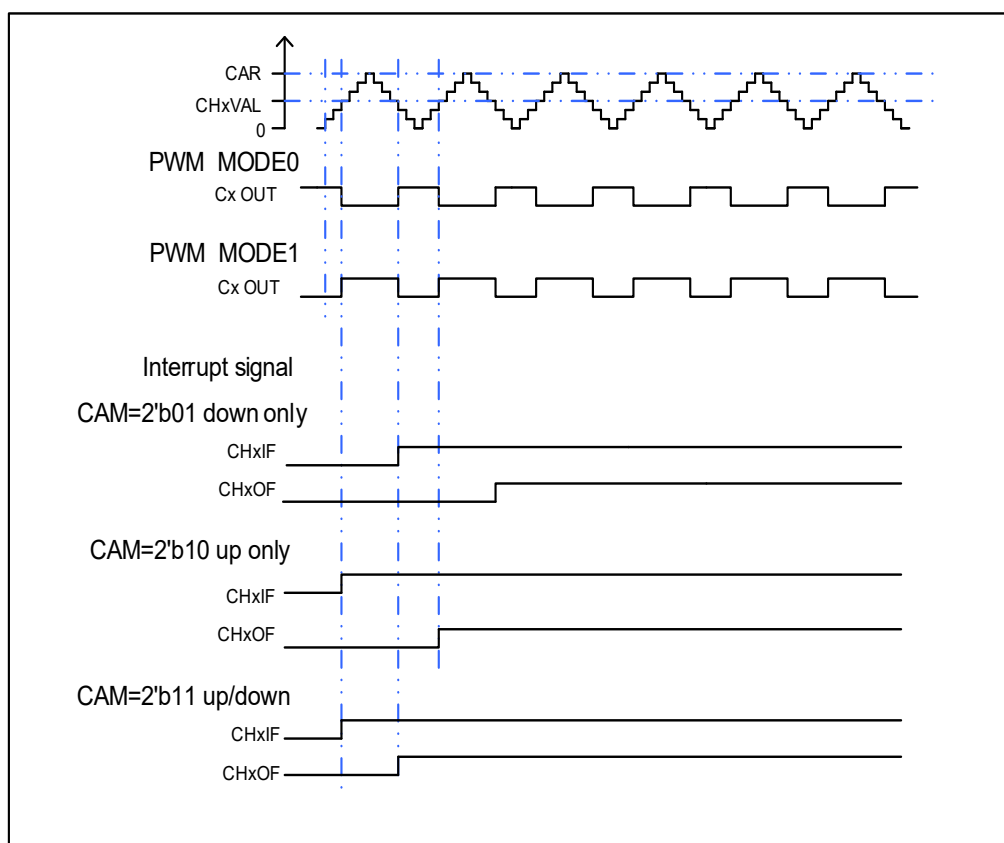 CAR
CHxVAL
0
PWM MODE0
Cx OUT
PWM MODE1
Cx OUT
Interrupt signal
CAM=2'b01 down only
CHxIF
CHxOF
CAM=2'b10 up only
CHxIF
CHxOF
CAM=2'b11 up/down
CHxIF
CHxOF